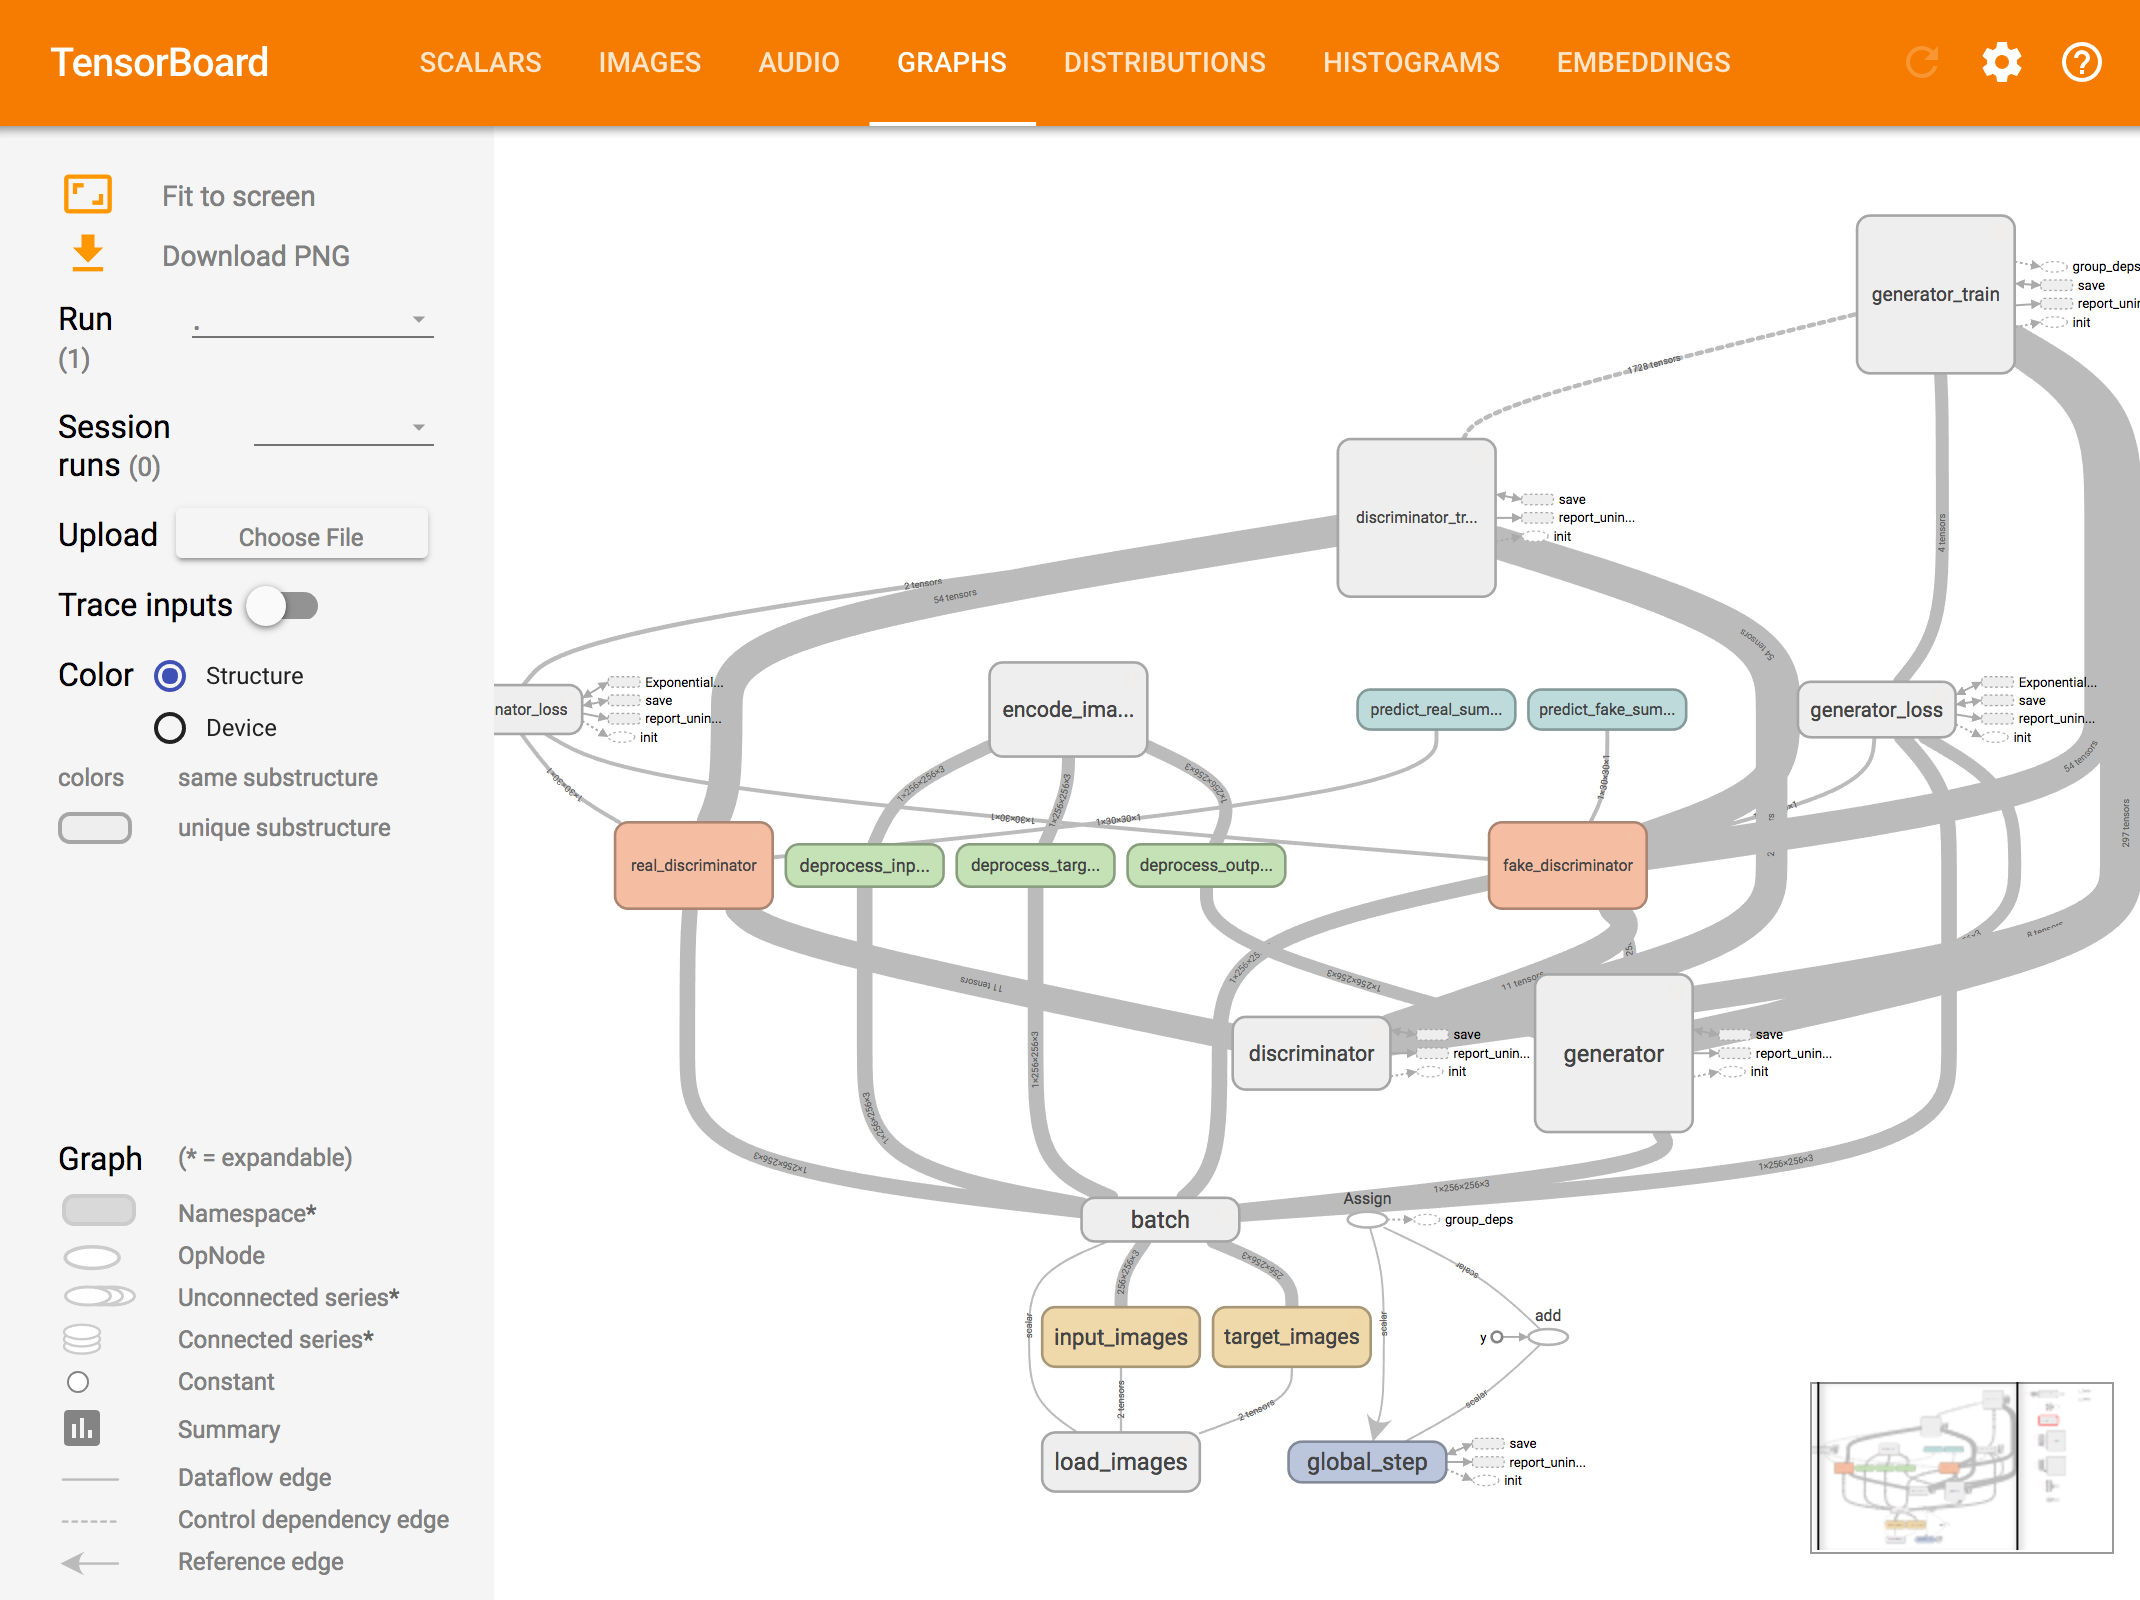 TensorBoard
SCALARS
IMAGES
AUDIO
GRAPHS
DISTRIBUTIONS
HISTOGRAMS
EMBEDDINGS
Fit to screen
Download PNG
Run
(1)
.
Session
runs (0)
Upload
Choose File
Trace inputs
Color
Structure
Device
colors
same substructure
unique substructure
Graph
(* = expandable)
Namespace*
OpNode
Unconnected series*
Connected series*
Constant
Summary
Dataflow edge
Control dependency edge
Reference edge
generator_train
group_deps
save
report_unin
init
1728 tensors
discriminator_tr...
save
report_unin...
init
4 tensors
2 tensors
54 tensors
54 tensors
nator_loss
Exponential...
save
report_unin...
init
encode_ima...
predict_real_sum...
predict_fake_sum...
generator_loss
Exponential...
save
report_unin...
init
54 tensors
297 tensors
1×30×30×1
1×256×256×3
1×256×256×3
1×256×256×3
1×30×30×1
1×30×30×1
1×30×30×1
real_discriminator
deprocess_inp...
deprocess_targ...
deprocess_outp...
fake_discriminator
8 tensors
11 tensors
1×256×25
1×256×256×3
11 tensors
discriminator
save
report_unin...
init
generator
save
report_unin...
init
1×256×256×3
1×256×256×3
1×256×256×3
1×256×256×3
1×256×256×3
batch
Assign
group_deps
256×256×3
256×256×3
scalar
scalar
scalar
input_images
target_images
add
y
2 tensors
2 tensors
scalar
load_images
global_step
save
report_unin...
init